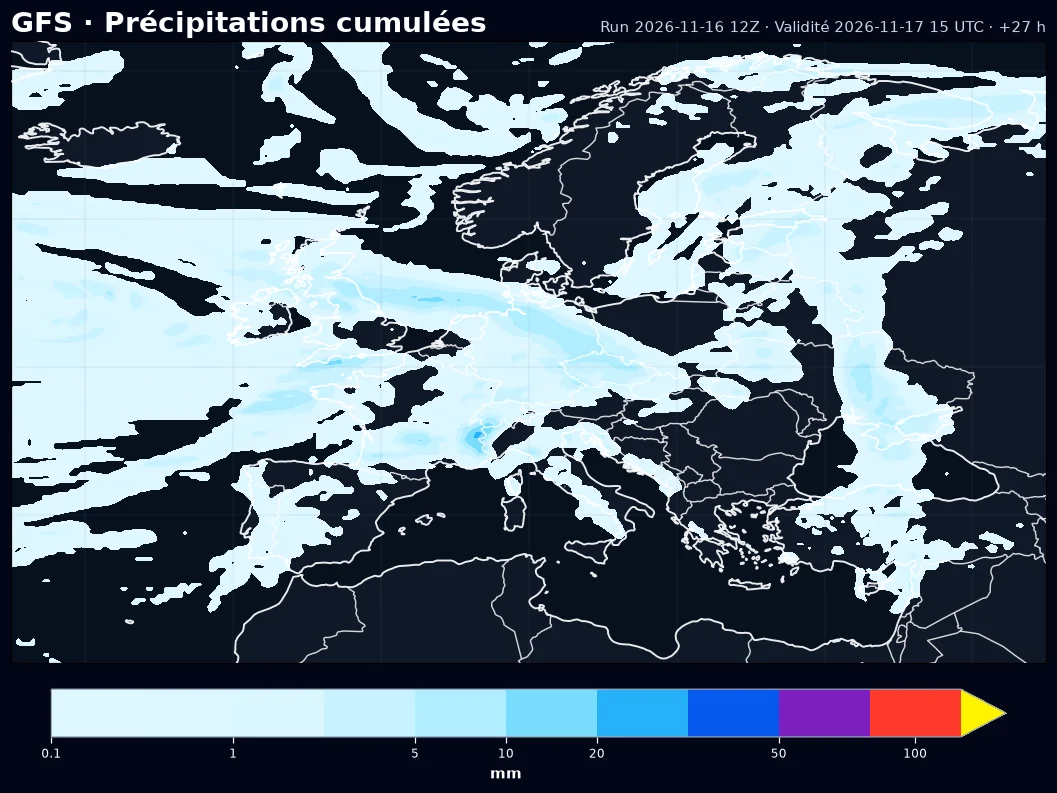 GFS · Précipitations cumulées
Run 2026-11-16 12Z · Validité 2026-11-17 15 UTC · +27 h
0.1 1 5 10 20 50 100
mm